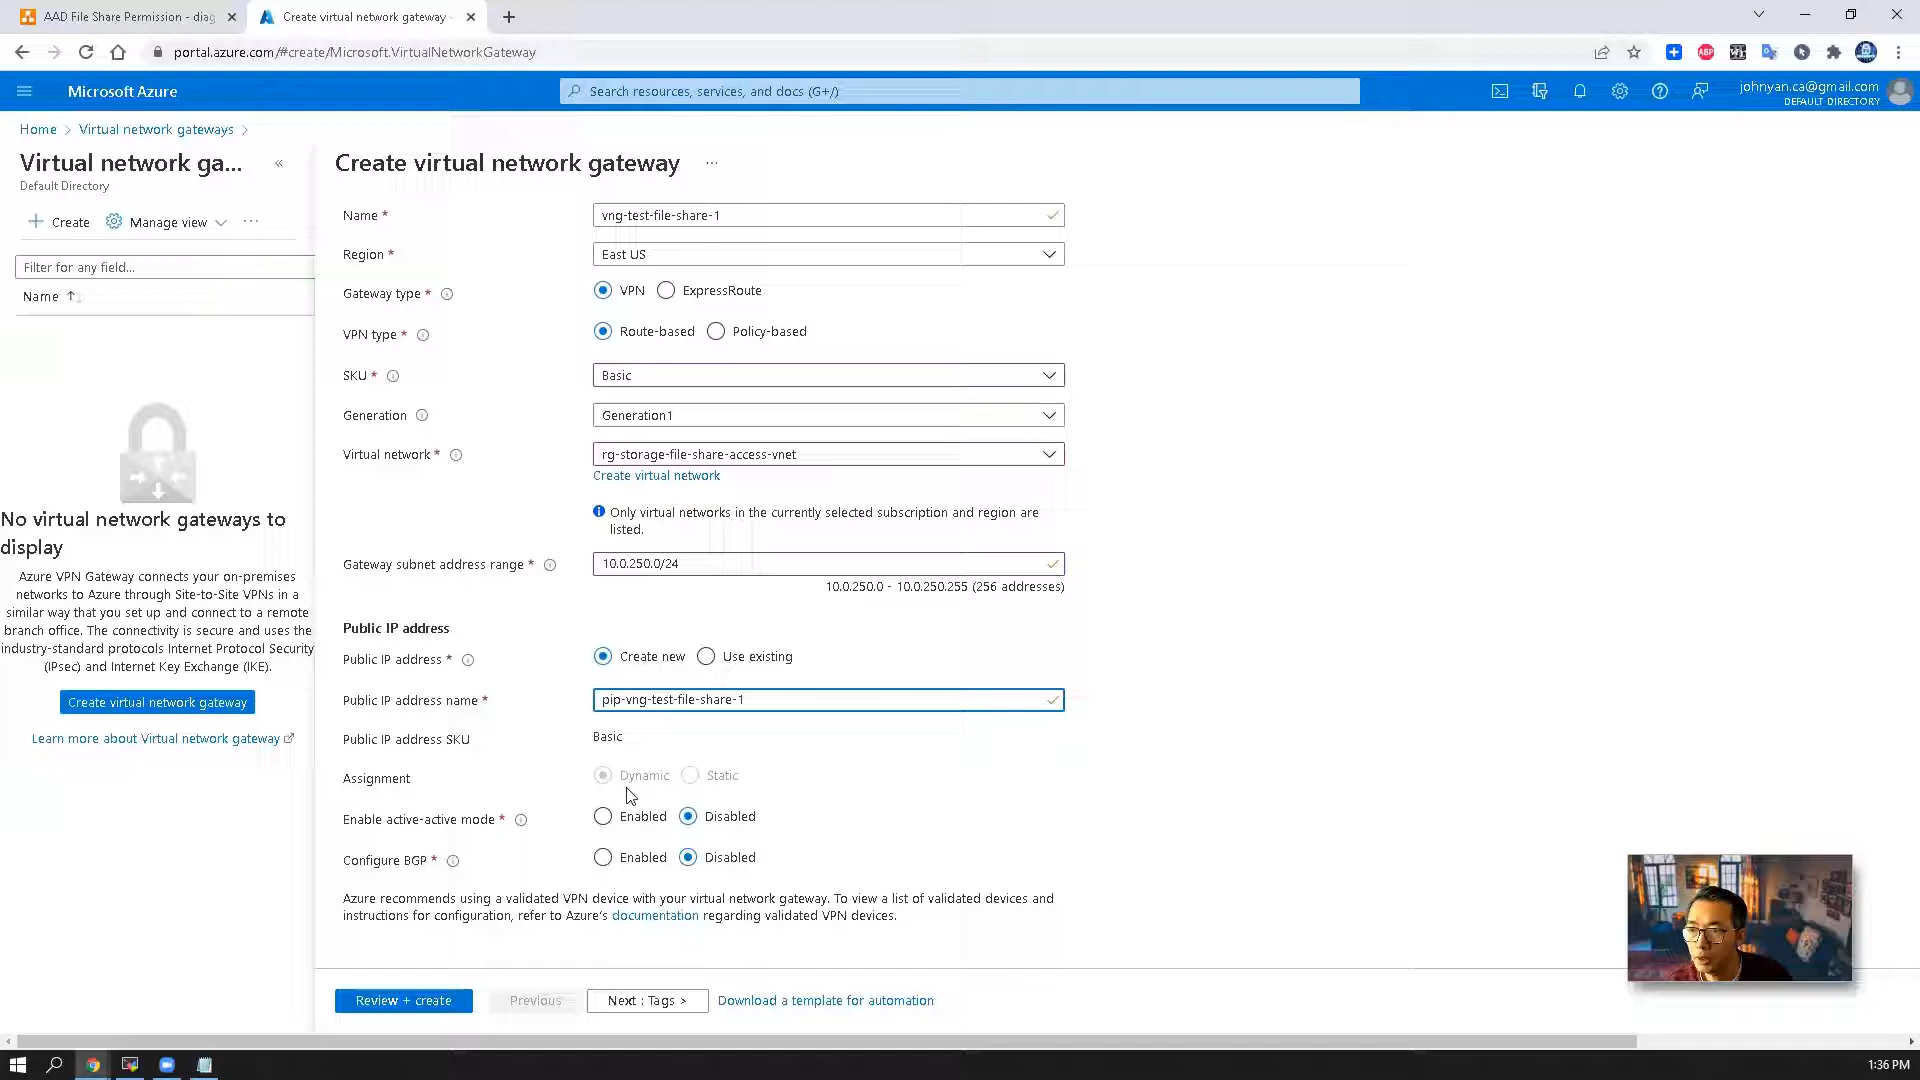 AAD File Share Permission - diag
Create virtual network gateway -
portal.azure.com/#create/Microsoft.VirtualNetworkGateway
ABP
Microsoft Azure
Search resources, services, and docs (G+/)
johnyan.ca@gmail.com
DEFAULT DIRECTORY
Home > Virtual network gateways >
Virtual network ga... «
Default Directory
+ Create Manage view ...
Filter for any field...
Name ↑
No virtual network gateways to
display
Azure VPN Gateway connects your on-premises
networks to Azure through Site-to-Site VPNs in a
similar way that you set up and connect to a remote
branch office. The connectivity is secure and uses the
industry-standard protocols Internet Protocol Security
(IPsec) and Internet Key Exchange (IKE).
Create virtual network gateway
Learn more about Virtual network gateway
Create virtual network gateway ...
Name * vng-test-file-share-1
Region * East US
Gateway type * VPN ExpressRoute
VPN type * Route-based Policy-based
SKU * Basic
Generation Generation1
Virtual network * rg-storage-file-share-access-vnet
Create virtual network
Only virtual networks in the currently selected subscription and region are
listed.
Gateway subnet address range * 10.0.250.0/24
10.0.250.0 - 10.0.250.255 (256 addresses)
Public IP address
Public IP address * Create new Use existing
Public IP address name * pip-vng-test-file-share-1
Public IP address SKU Basic
Assignment Dynamic Static
Enable active-active mode * Enabled Disabled
Configure BGP * Enabled Disabled
Azure recommends using a validated VPN device with your virtual network gateway. To view a list of validated devices and
instructions for configuration, refer to Azure's documentation regarding validated VPN devices.
Review + create Previous Next : Tags > Download a template for automation
1:36 PM